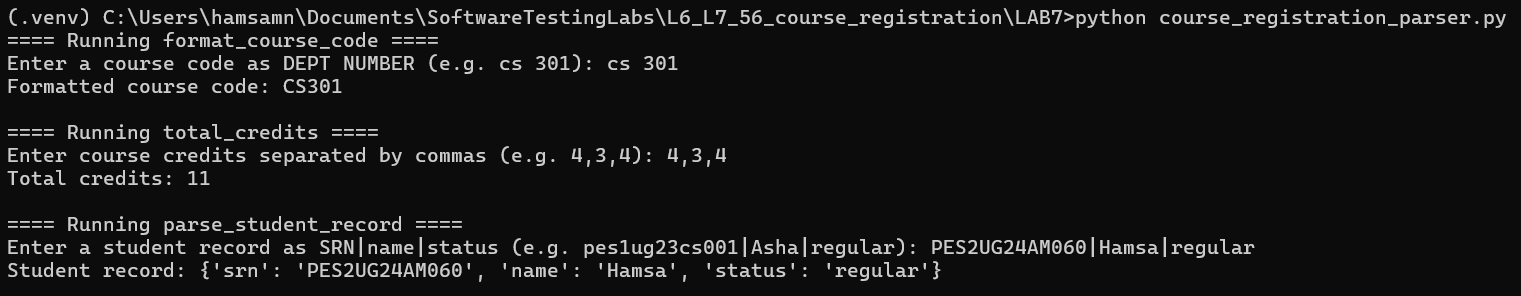 (.venv) C:\Users\hamsamn\Documents\SoftwareTestingLabs\L6_L7_56_course_registration\LAB7>python course_registration_parser.py
==== Running format_course_code ====
Enter a course code as DEPT NUMBER (e.g. cs 301): cs 301
Formatted course code: CS301

==== Running total_credits ====
Enter course credits separated by commas (e.g. 4,3,4): 4,3,4
Total credits: 11

==== Running parse_student_record ====
Enter a student record as SRN|name|status (e.g. pes1ug23cs001|Asha|regular): PES2UG24AM060|Hamsa|regular
Student record: {'srn': 'PES2UG24AM060', 'name': 'Hamsa', 'status': 'regular'}